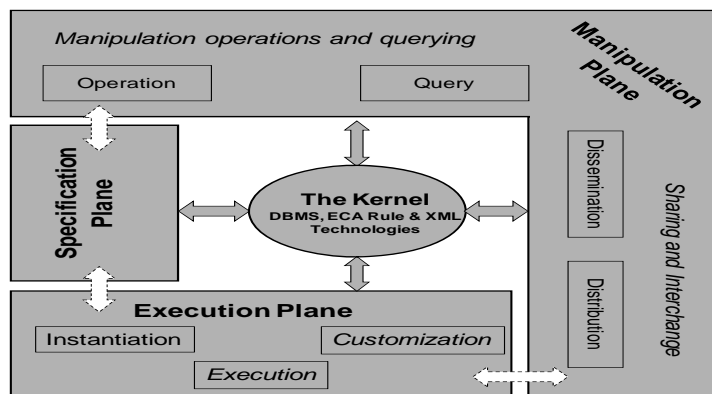 Manipulation operations and querying
Manipulation
Plane
Operation
Query
Specification
Plane
The Kernel
DBMS, ECA Rule & XML
Technologies
Dissemination
Sharing and Interchange
Distribution
Execution Plane
Instantiation
Customization
Execution